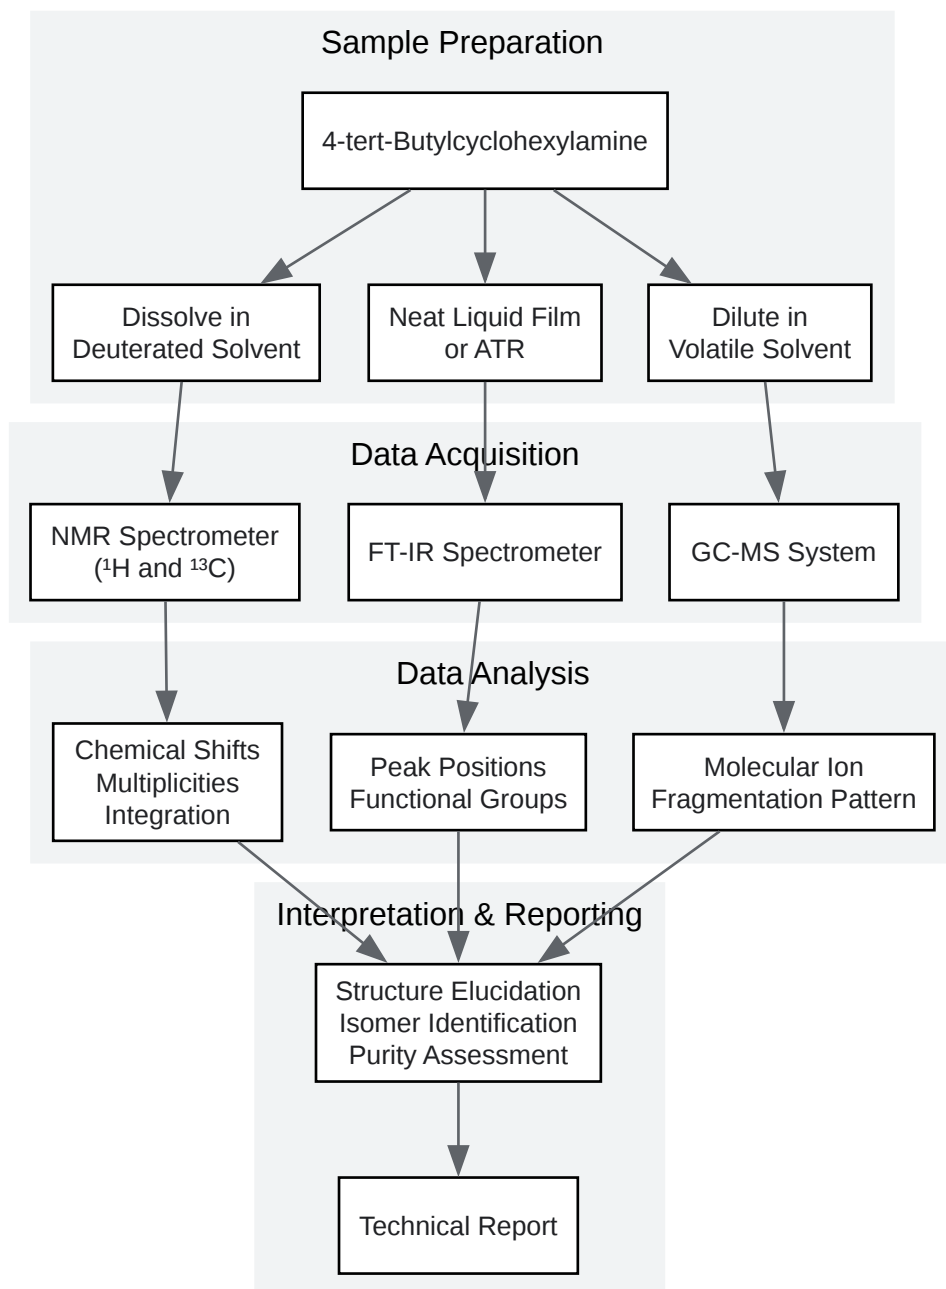 Sample Preparation
4-tert-Butylcyclohexylamine
Dissolve in
Deuterated Solvent
Neat Liquid Film
or ATR
Dilute in
Volatile Solvent
Data Acquisition
NMR Spectrometer
(¹H and ¹³C)
FT-IR Spectrometer
GC-MS System
Data Analysis
Chemical Shifts
Multiplicities
Integration
Peak Positions
Functional Groups
Molecular Ion
Fragmentation Pattern
Interpretation & Reporting
Structure Elucidation
Isomer Identification
Purity Assessment
Technical Report